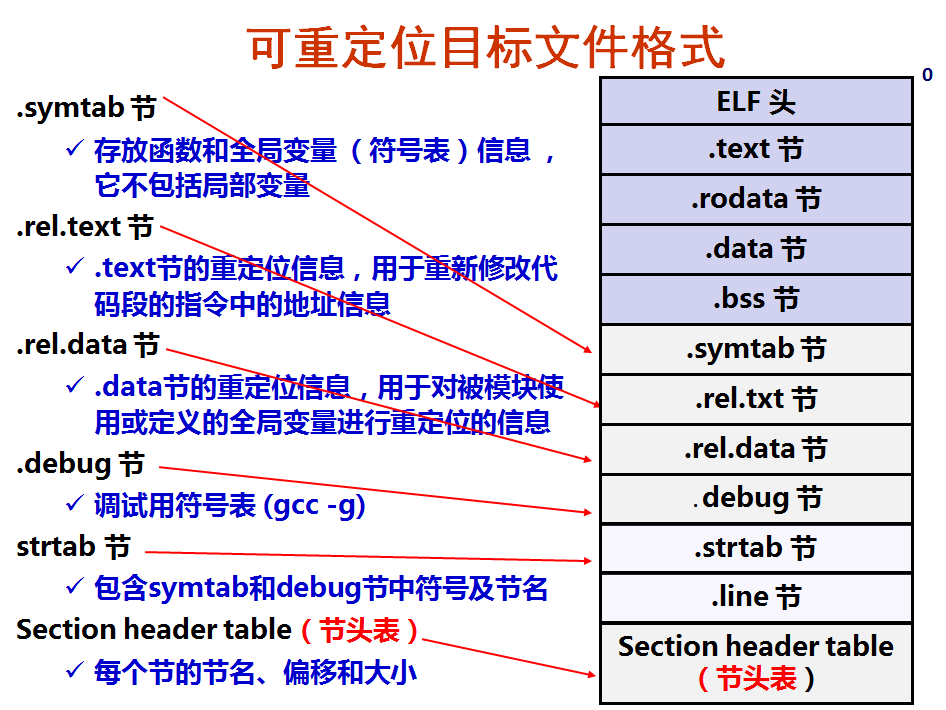 可重定位目标文件格式
.symtab 节
✓ 存放函数和全局变量（符号表）信息 ，
它不包括局部变量
.rel.text 节
✓ .text节的重定位信息，用于重新修改代
码段的指令中的地址信息
.rel.data 节
✓ .data节的重定位信息，用于对被模块使
用或定义的全局变量进行重定位的信息
.debug 节
✓ 调试用符号表 (gcc -g)
strtab 节
✓ 包含symtab和debug节中符号及节名
Section header table（节头表）
✓ 每个节的节名、偏移和大小
0
ELF 头
.text 节
.rodata 节
.data 节
.bss 节
.symtab 节
.rel.txt 节
.rel.data 节
.debug 节
.strtab 节
.line 节
Section header table
（节头表）